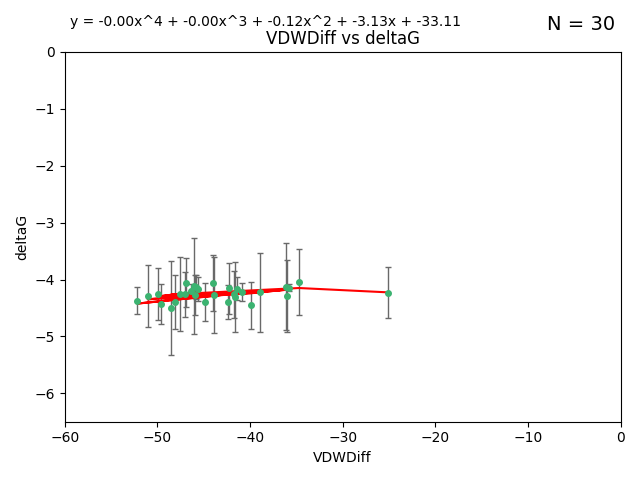 y = -0.00x^4 + -0.00x^3 + -0.12x^2 + -3.13x + -33.11
N = 30
VDWDiff vs deltaG
0
−1
−2
−3
−4
−5
−6
deltaG
−60 −50 −40 −30 −20 −10 0
VDWDiff